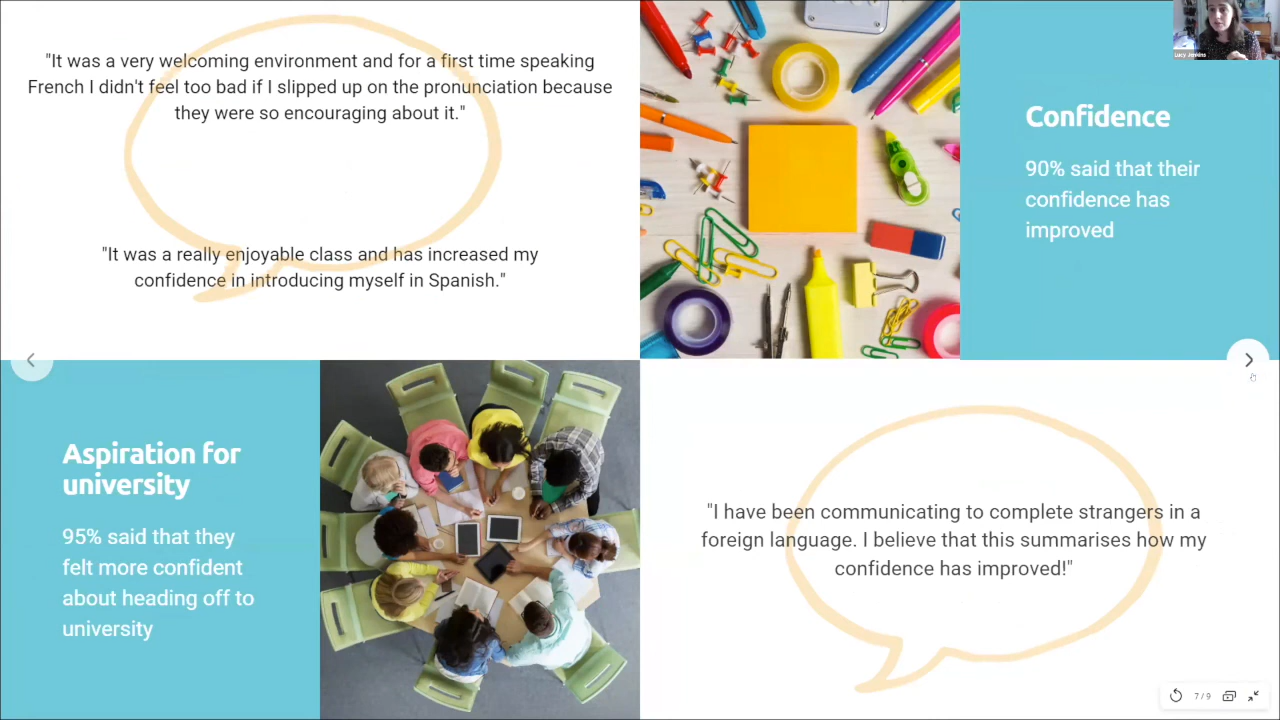 "It was a very welcoming environment and for a first time speaking
French I didn't feel too bad if I slipped up on the pronunciation because
they were so encouraging about it."
"It was a really enjoyable class and has increased my
confidence in introducing myself in Spanish."
Confidence
90% said that their
confidence has
improved
Aspiration for
university
95% said that they
felt more confident
about heading off to
university
"I have been communicating to complete strangers in a
foreign language. I believe that this summarises how my
confidence has improved!"
7 / 9